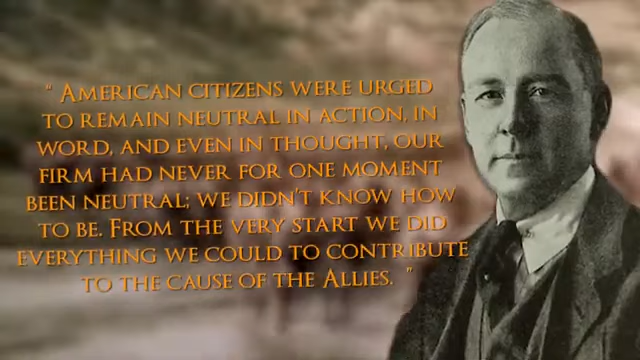 " American citizens were urged
to remain neutral in action, in
word, and even in thought, our
firm had never for one moment
been neutral; we didn't know how
to be. From the very start we did
everything we could to contribute
to the cause of the Allies. "